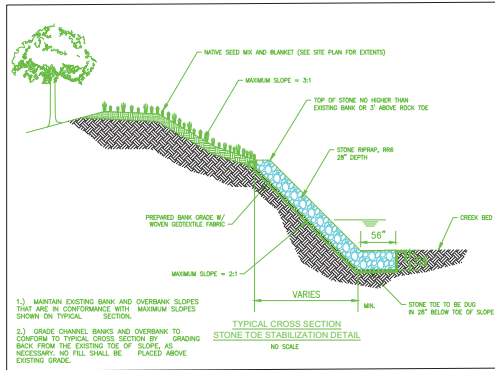 NATIVE SEED MIX AND BLANKET (SEE SITE PLAN FOR EXTENTS)
MAXIMUM SLOPE = 3:1
TOP OF STONE NO HIGHER THAN
EXISTING BANK OR 3' ABOVE ROCK TOE
STONE RIPRAP, RR6
28" DEPTH
PREPARED BANK GRADE W/
WOVEN GEOTEXTILE FABRIC
56"
CREEK BED
MAXIMUM SLOPE = 2:1
VARIES
MIN.
STONE TOE TO BE DUG
IN 28" BELOW TOE OF SLOPE
1.) MAINTAIN EXISTING BANK AND OVERBANK SLOPES
THAT ARE IN CONFORMANCE WITH MAXIMUM SLOPES
SHOWN ON TYPICAL SECTION.
2.) GRADE CHANNEL BANKS AND OVERBANK TO
CONFORM TO TYPICAL CROSS SECTION BY GRADING
BACK FROM THE EXISTING TOE OF SLOPE, AS
NECESSARY. NO FILL SHALL BE PLACED ABOVE
EXISTING GRADE.
TYPICAL CROSS SECTION
STONE TOE STABILIZATION DETAIL
NO SCALE